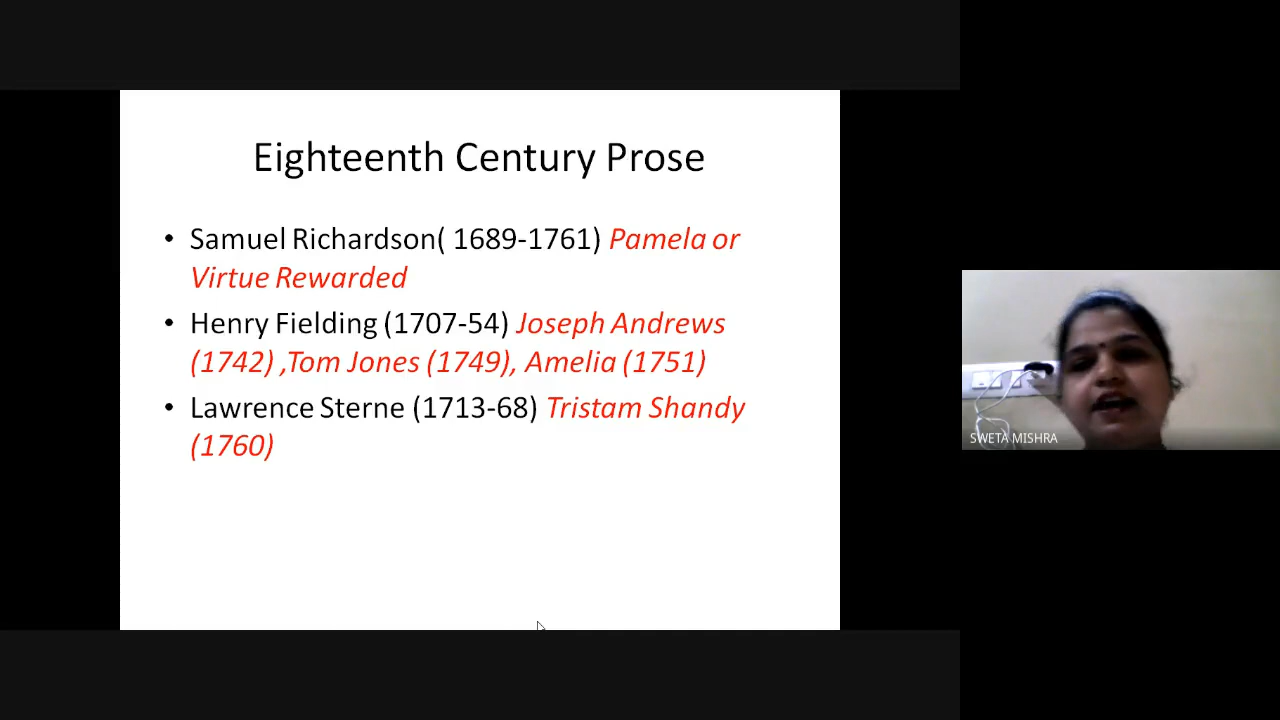 Eighteenth Century Prose
• Samuel Richardson( 1689-1761) Pamela or
Virtue Rewarded
• Henry Fielding (1707-54) Joseph Andrews
(1742) ,Tom Jones (1749), Amelia (1751)
• Lawrence Sterne (1713-68) Tristam Shandy
(1760)
SWETA MISHRA